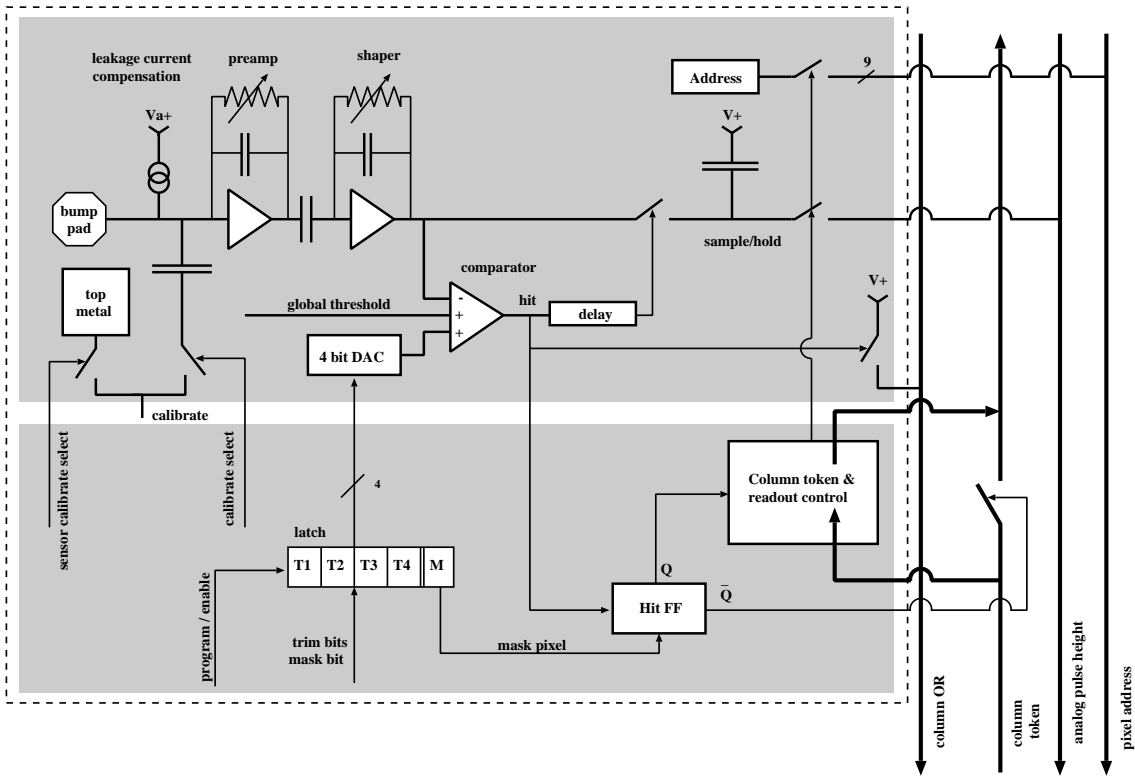 leakage current
compensation
preamp
shaper
Address
9
Va+
V+
bump
pad
sample/hold
top
metal
comparator
-
+
+
global threshold
hit
delay
V+
4 bit DAC
calibrate
sensor calibrate select
calibrate select
4
Column token &
readout control
latch
T1 T2 T3 T4 M
Q
Q̅
Hit FF
program / enable
trim bits
mask bit
mask pixel
column OR
column
token
analog pulse height
pixel address